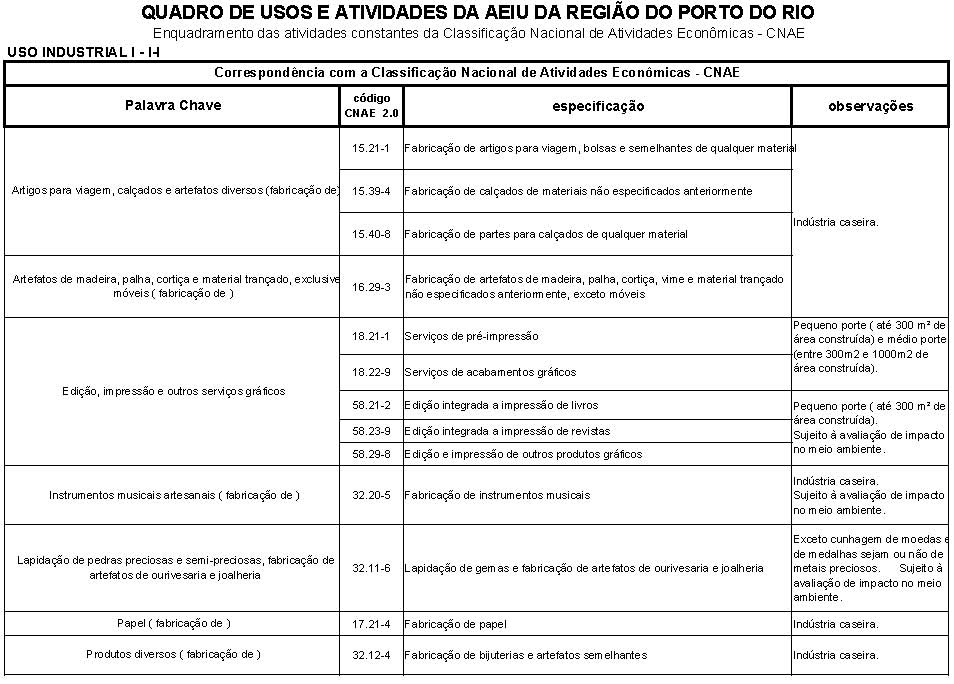 QUADRO DE USOS E ATIVIDADES DA AEIU DA REGIÃO DO PORTO DO RIO
Enquadramento das atividades constantes da Classificação Nacional de Atividades Econômicas - CNAE
USO INDUSTRIAL I - I-I
Correspondência com a Classificação Nacional de Atividades Econômicas - CNAE
Palavra Chave
código
CNAE 2.0
especificação
observações
Artigos para viagem, calçados e artefatos diversos (fabricação de)
15.21-1
Fabricação de artigos para viagem, bolsas e semelhantes de qualquer material
15.39-4
Fabricação de calçados de materiais não especificados anteriormente
15.40-8
Fabricação de partes para calçados de qualquer material
Indústria caseira.
Artefatos de madeira, palha, cortiça e material trançado, exclusive
móveis ( fabricação de )
16.29-3
Fabricação de artefatos de madeira, palha, cortiça, vime e material trançado
não especificados anteriormente, exceto móveis
Edição, impressão e outros serviços gráficos
18.21-1
Serviços de pré-impressão
18.22-9
Serviços de acabamentos gráficos
Pequeno porte ( até 300 m² de
área construída) e médio porte
(entre 300m2 e 1000m2 de
área construída).
58.21-2
Edição integrada a impressão de livros
58.23-9
Edição integrada a impressão de revistas
58.29-8
Edição e impressão de outros produtos gráficos
Pequeno porte ( até 300 m² de
área construída).
Sujeito à avaliação de impacto
no meio ambiente.
Instrumentos musicais artesanais ( fabricação de )
32.20-5
Fabricação de instrumentos musicais
Indústria caseira.
Sujeito à avaliação de impacto
no meio ambiente.
Lapidação de pedras preciosas e semi-preciosas, fabricação de
artefatos de ourivesaria e joalheria
32.11-6
Lapidação de gemas e fabricação de artefatos de ourivesaria e joalheria
Exceto cunhagem de moedas e
de medalhas sejam ou não de
metais preciosos. Sujeito à
avaliação de impacto no meio
ambiente.
Papel ( fabricação de )
17.21-4
Fabricação de papel
Indústria caseira.
Produtos diversos ( fabricação de )
32.12-4
Fabricação de bijuterias e artefatos semelhantes
Indústria caseira.